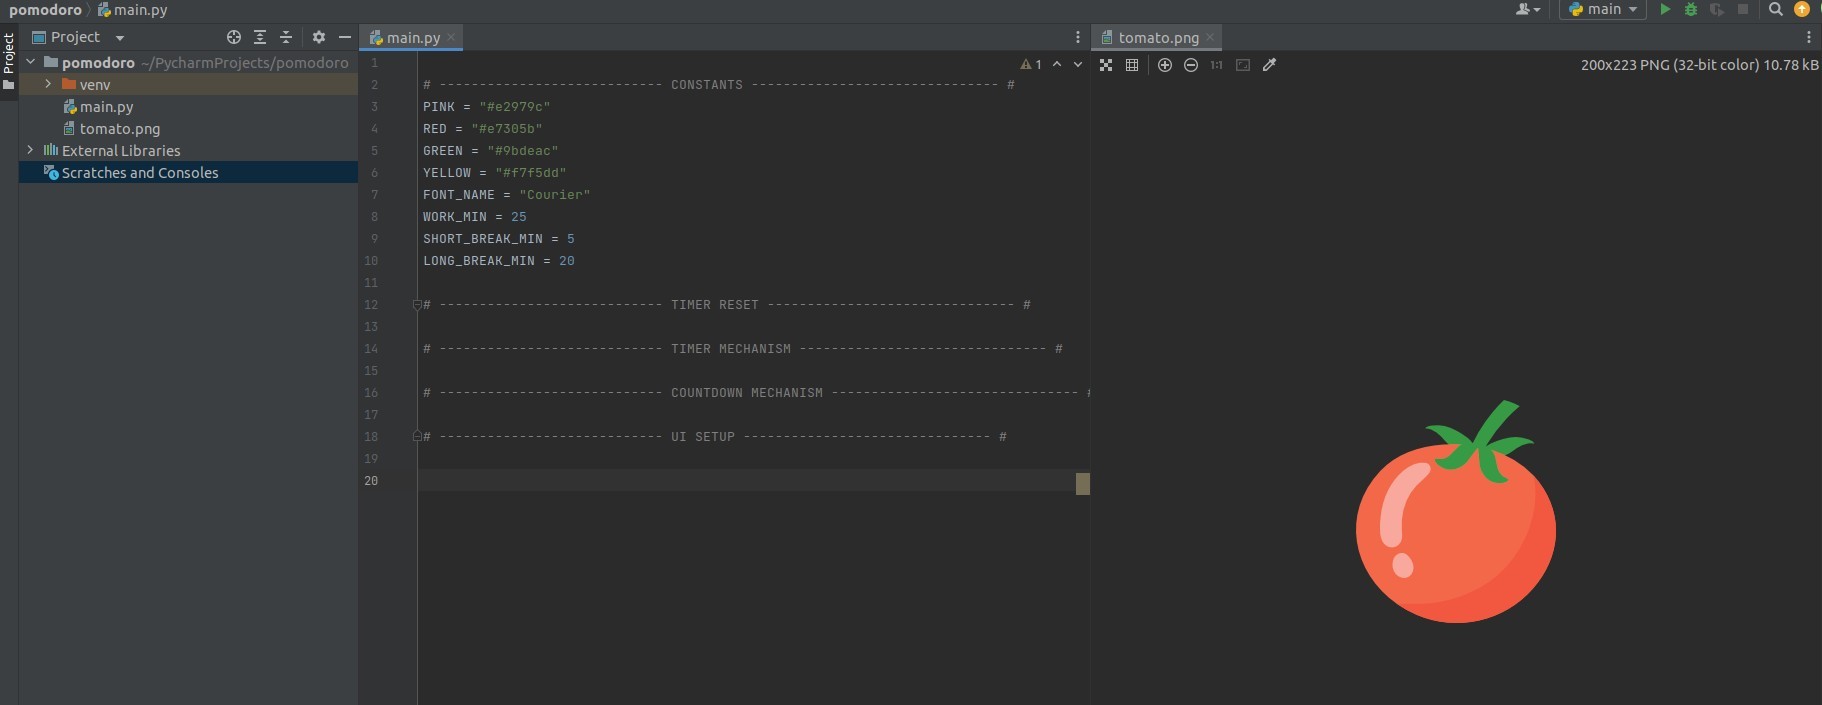 pomodoro main.py
main
Project
Project
main.py
tomato.png
pomodoro ~/PycharmProjects/pomodoro
venv
main.py
tomato.png
External Libraries
Scratches and Consoles
1
1
2 # ---------------------------- CONSTANTS ------------------------------- #
3 PINK = "#e2979c"
4 RED = "#e7305b"
5 GREEN = "#9bdeac"
6 YELLOW = "#f7f5dd"
7 FONT_NAME = "Courier"
8 WORK_MIN = 25
9 SHORT_BREAK_MIN = 5
10 LONG_BREAK_MIN = 20
11
12 # ---------------------------- TIMER RESET ------------------------------- #
13
14 # ---------------------------- TIMER MECHANISM ------------------------------- #
15
16 # ---------------------------- COUNTDOWN MECHANISM ------------------------------- #
17
18 # ---------------------------- UI SETUP ------------------------------- #
19
20
1:1
200x223 PNG (32-bit color) 10.78 kB